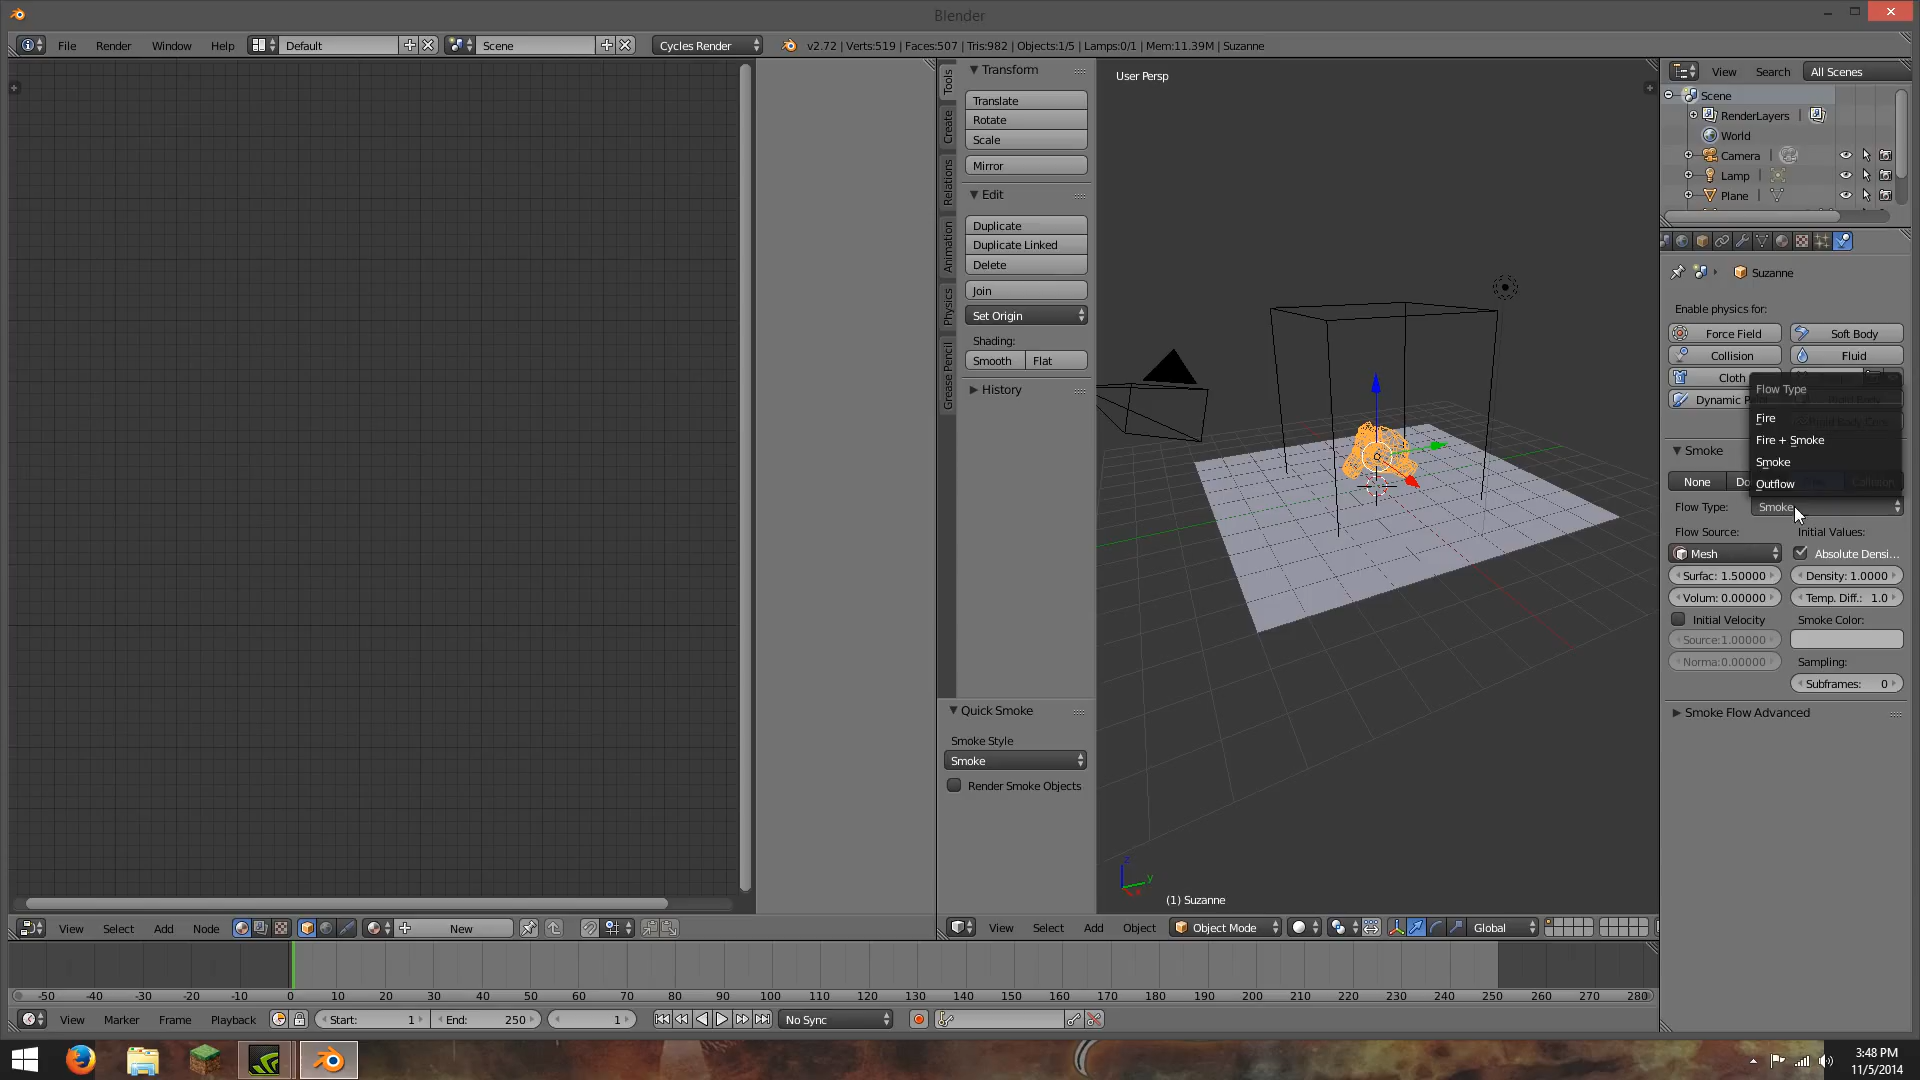 Blender
File Render Window Help Default Scene Cycles Render v2.72 | Verts:519 | Faces:507 | Tris:982 | Objects:1/5 | Lamps:0/1 | Mem:11.39M | Suzanne
Tools
Create
Relations
Animation
Physics
Grease Pencil
Transform
Translate
Rotate
Scale
Mirror
Edit
Duplicate
Duplicate Linked
Delete
Join
Set Origin
Shading:
Smooth Flat
History
Quick Smoke
Smoke Style
Smoke
Render Smoke Objects
User Persp
z
y
(1) Suzanne
View Search All Scenes
Scene
RenderLayers
World
Camera
Lamp
Plane
Suzanne
Enable physics for:
Force Field Soft Body
Collision Fluid
Cloth
Dynamic
Flow Type
Fire
Fire + Smoke
Smoke
Outflow
Smoke
None Do Collision
Flow Type: Smoke
Flow Source: Initial Values:
Mesh Absolute Densi...
Surfac: 1.50000 Density: 1.0000
Volum: 0.00000 Temp. Diff.: 1.0
Initial Velocity Smoke Color:
Source:1.00000
Norma:0.00000 Sampling:
Subframes: 0
Smoke Flow Advanced
View Select Add Node New
View Select Add Object Object Mode Global
-50 -40 -30 -20 -10 0 10 20 30 40 50 60 70 80 90 100 110 120 130 140 150 160 170 180 190 200 210 220 230 240 250 260 270 280
View Marker Frame Playback Start: 1 End: 250 1 No Sync
3:48 PM
11/5/2014